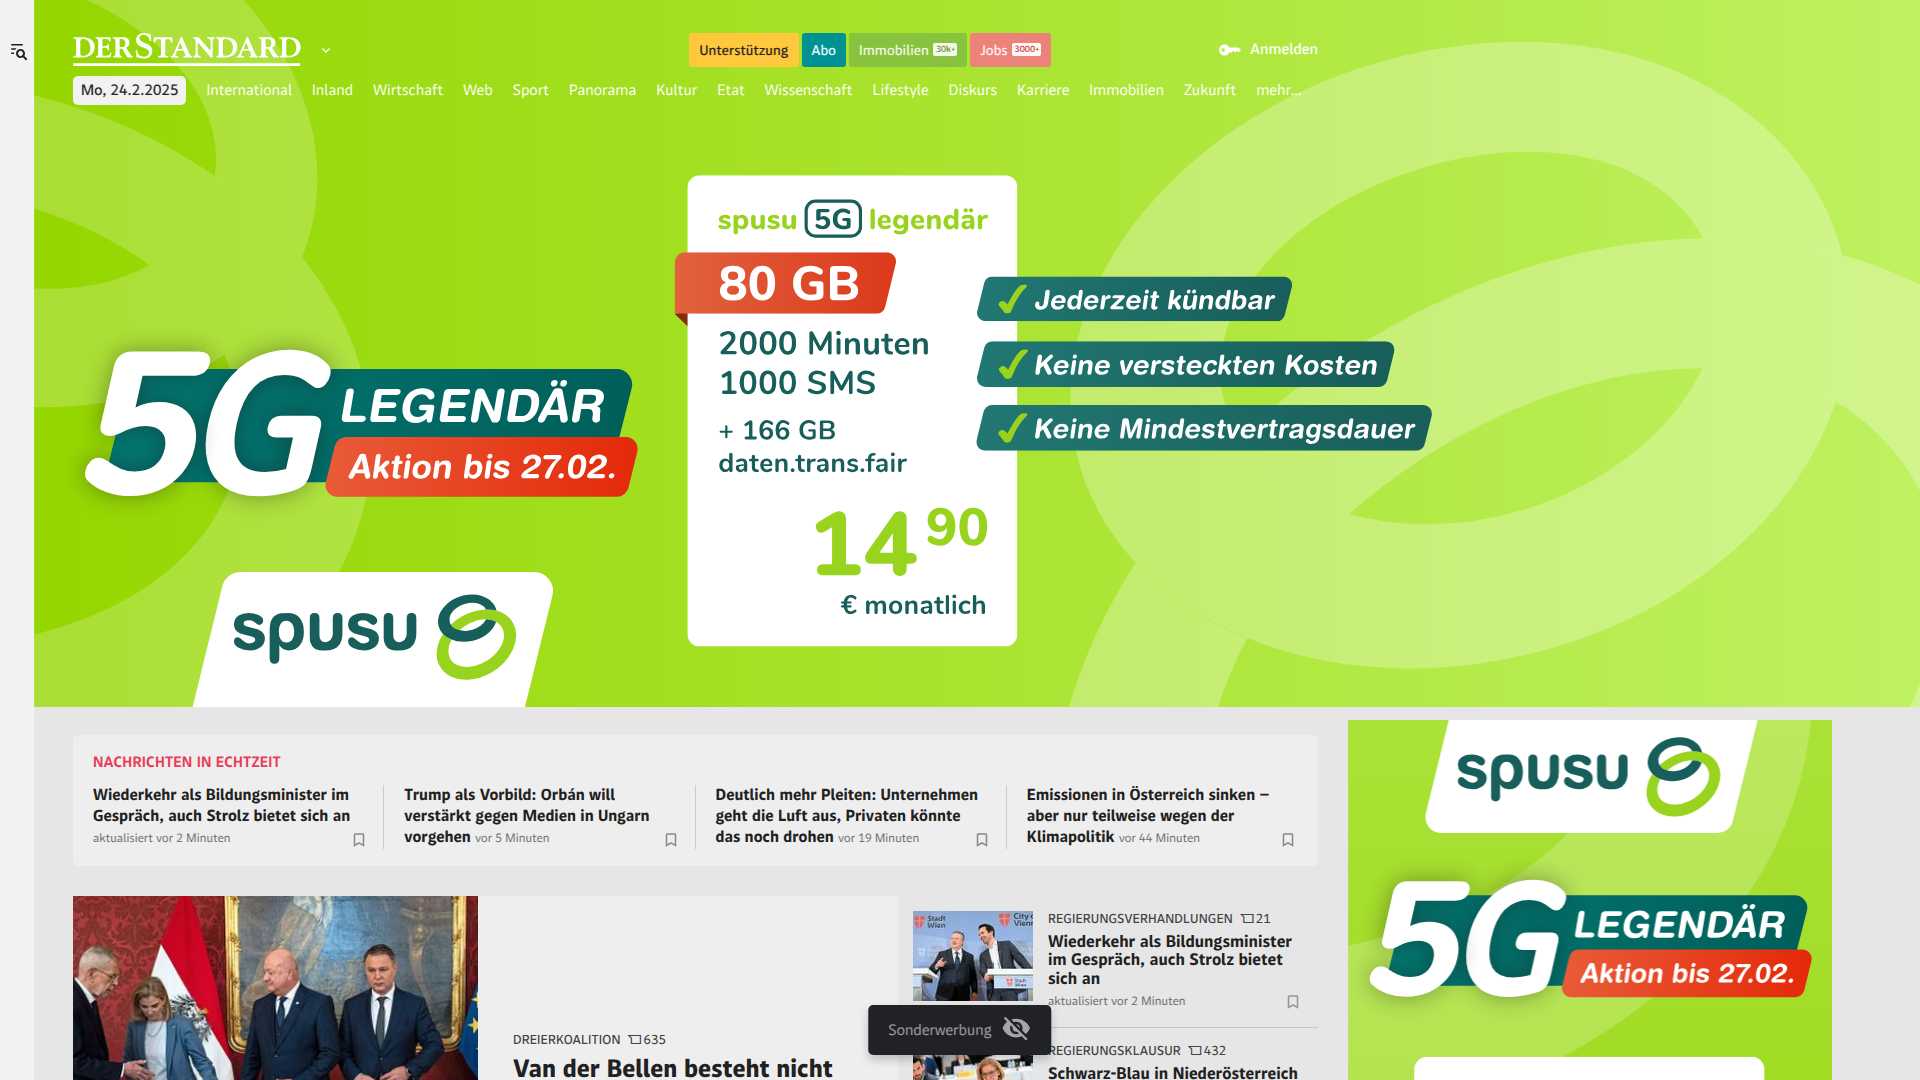 DERSTANDARD
Unterstützung
Abo
Immobilien 30k+
Jobs 3000+
Anmelden
Mo, 24.2.2025
International
Inland
Wirtschaft
Web
Sport
Panorama
Kultur
Etat
Wissenschaft
Lifestyle
Diskurs
Karriere
Immobilien
Zukunft
mehr...
5G LEGENDÄR
Aktion bis 27.02.
spusu
spusu 5G legendär
80 GB
2000 Minuten
1000 SMS
+ 166 GB
daten.trans.fair
14 90
€ monatlich
✓ Jederzeit kündbar
✓ Keine versteckten Kosten
✓ Keine Mindestvertragsdauer
NACHRICHTEN IN ECHTZEIT
Wiederkehr als Bildungsminister im
Gespräch, auch Strolz bietet sich an
aktualisiert vor 2 Minuten
Trump als Vorbild: Orbán will
verstärkt gegen Medien in Ungarn
vorgehen vor 5 Minuten
Deutlich mehr Pleiten: Unternehmen
geht die Luft aus, Privaten könnte
das noch drohen vor 19 Minuten
Emissionen in Österreich sinken –
aber nur teilweise wegen der
Klimapolitik vor 44 Minuten
DREIERKOALITION 635
Van der Bellen besteht nicht
Stadt
Wien
REGIERUNGSVERHANDLUNGEN 21
Wiederkehr als Bildungsminister
im Gespräch, auch Strolz bietet
sich an
aktualisiert vor 2 Minuten
Sonderwerbung
REGIERUNGSKLAUSUR 432
Schwarz-Blau in Niederösterreich
spusu
5G LEGENDÄR
Aktion bis 27.02.